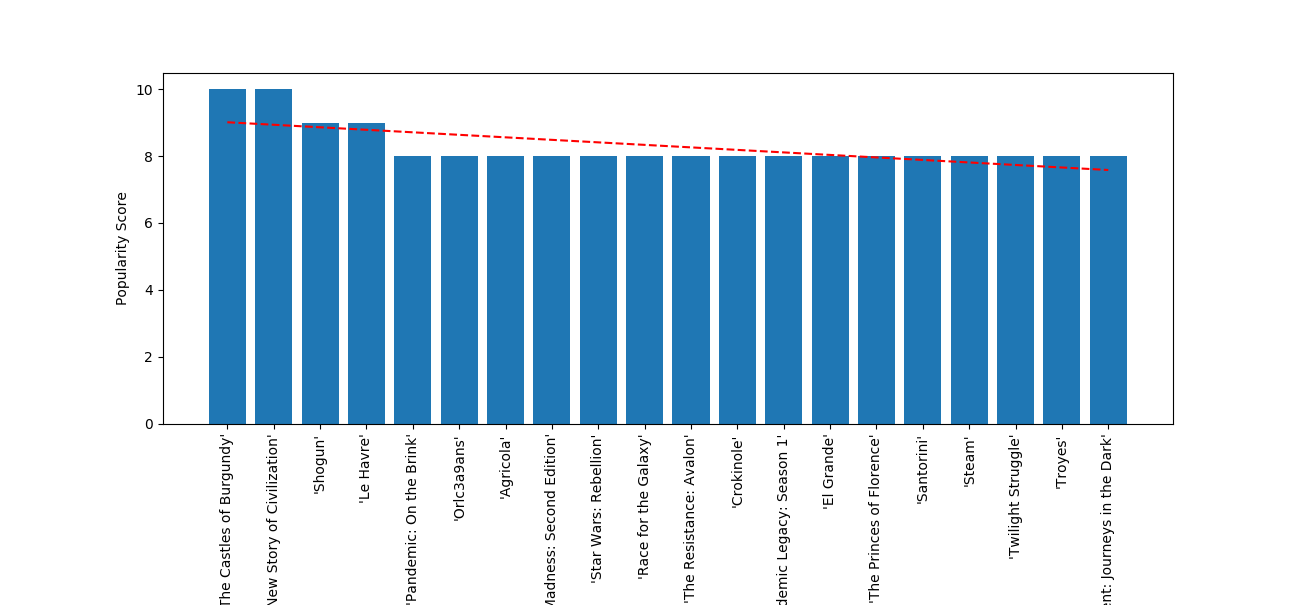 10
8
6
4
2
0
Popularity Score
The Castles of Burgundy'
New Story of Civilization'
'Shogun'
'Le Havre'
'Pandemic: On the Brink'
'Orlc3a9ans'
'Agricola'
Madness: Second Edition'
'Star Wars: Rebellion'
'Race for the Galaxy'
'The Resistance: Avalon'
'Crokinole'
demic Legacy: Season 1'
'El Grande'
'The Princes of Florence'
'Santorini'
'Steam'
'Twilight Struggle'
'Troyes'
ent: Journeys in the Dark'